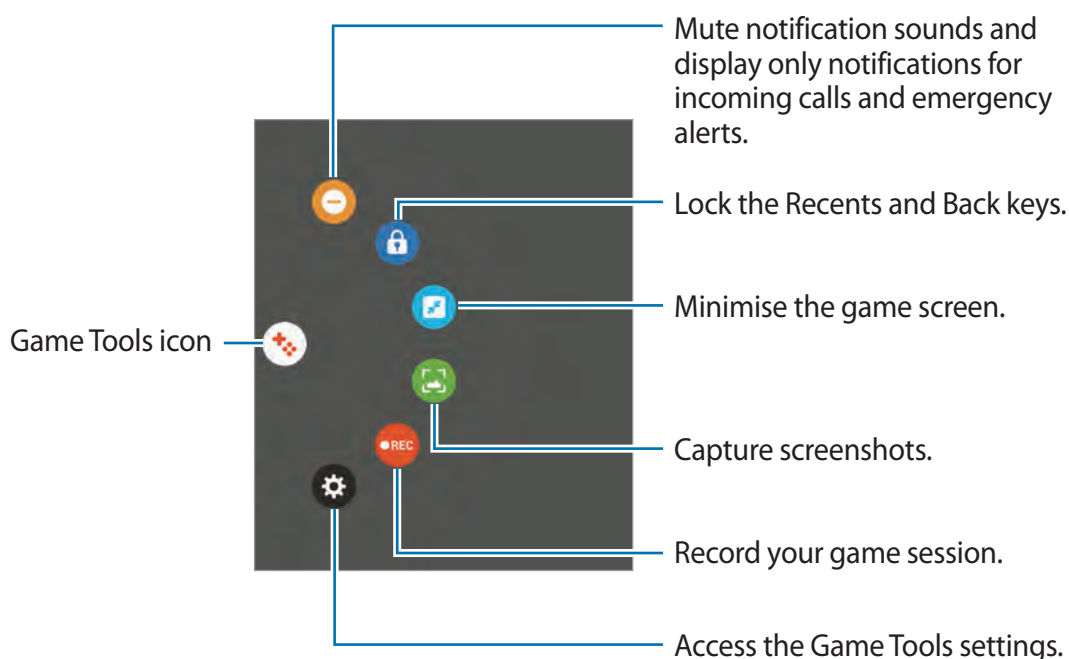 Mute notification sounds and
display only notifications for
incoming calls and emergency
alerts.
Lock the Recents and Back keys.
Minimise the game screen.
Game Tools icon
Capture screenshots.
REC
Record your game session.
Access the Game Tools settings.